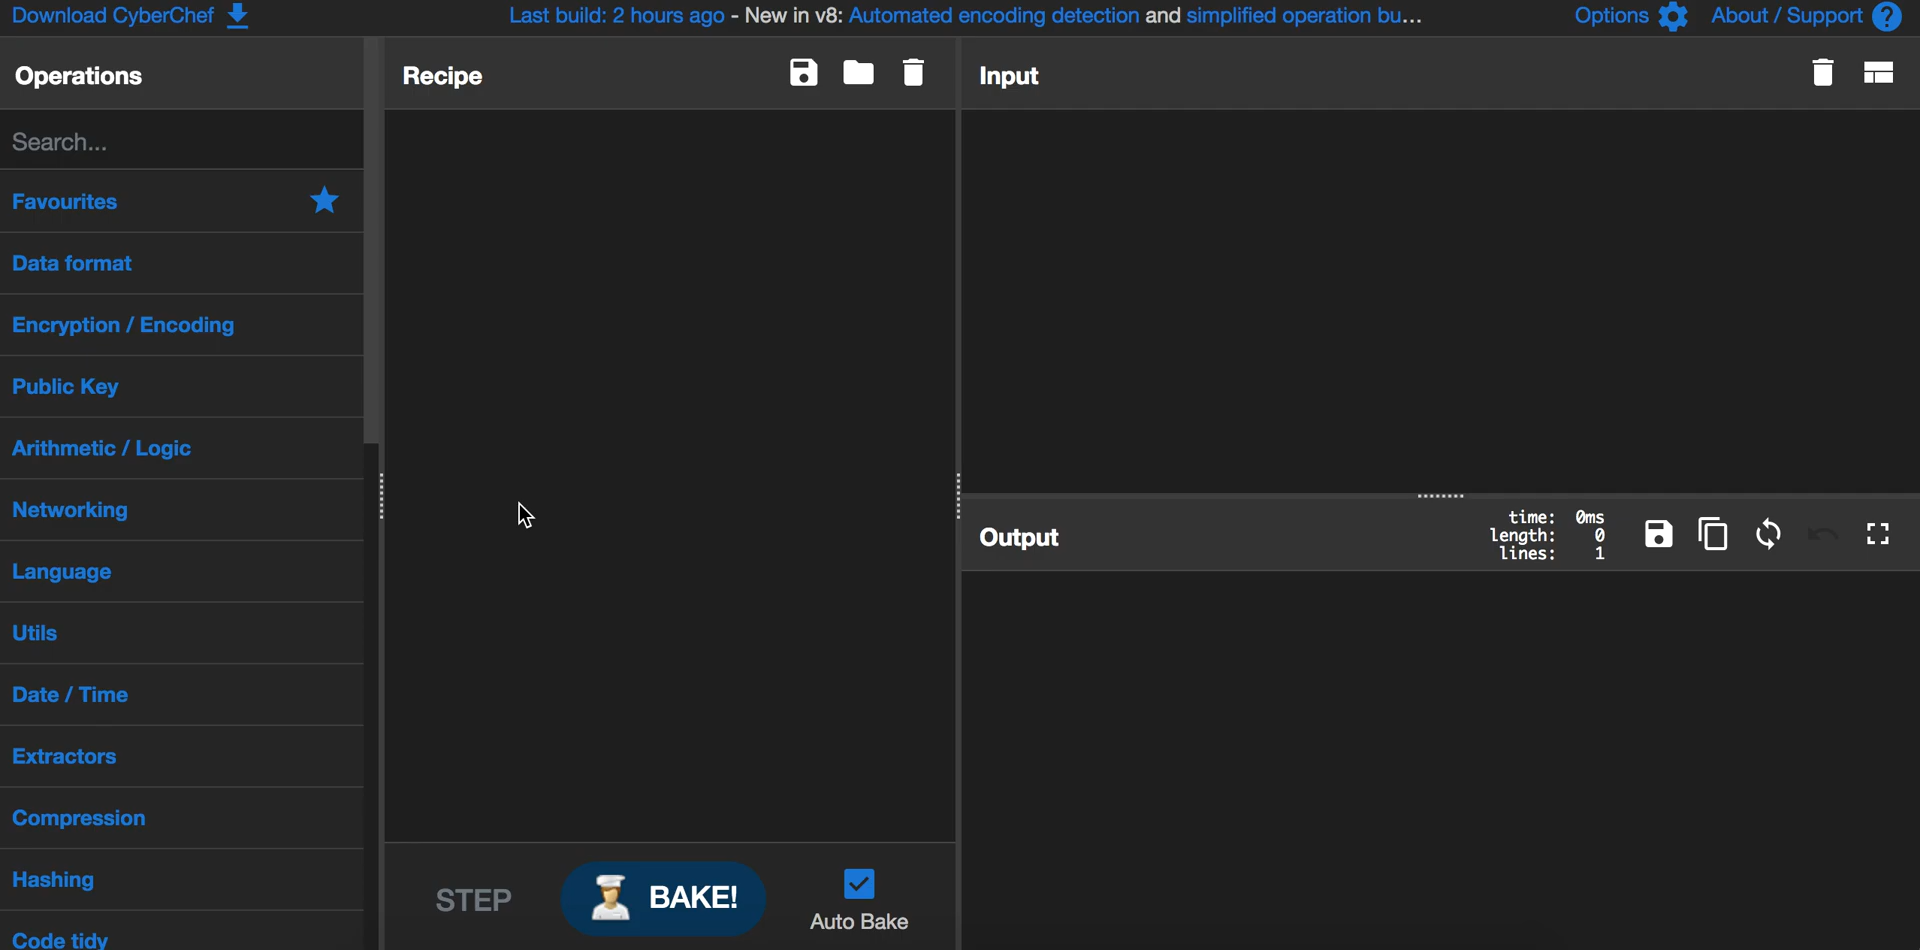 Download CyberChef
Last build: 2 hours ago - New in v8: Automated encoding detection and simplified operation bu...
Options
About / Support
Operations
Search...
Favourites
Data format
Encryption / Encoding
Public Key
Arithmetic / Logic
Networking
Language
Utils
Date / Time
Extractors
Compression
Hashing
Code tidy
Recipe
STEP
BAKE!
Auto Bake
Input
Output
time: 0ms
length: 0
lines: 1